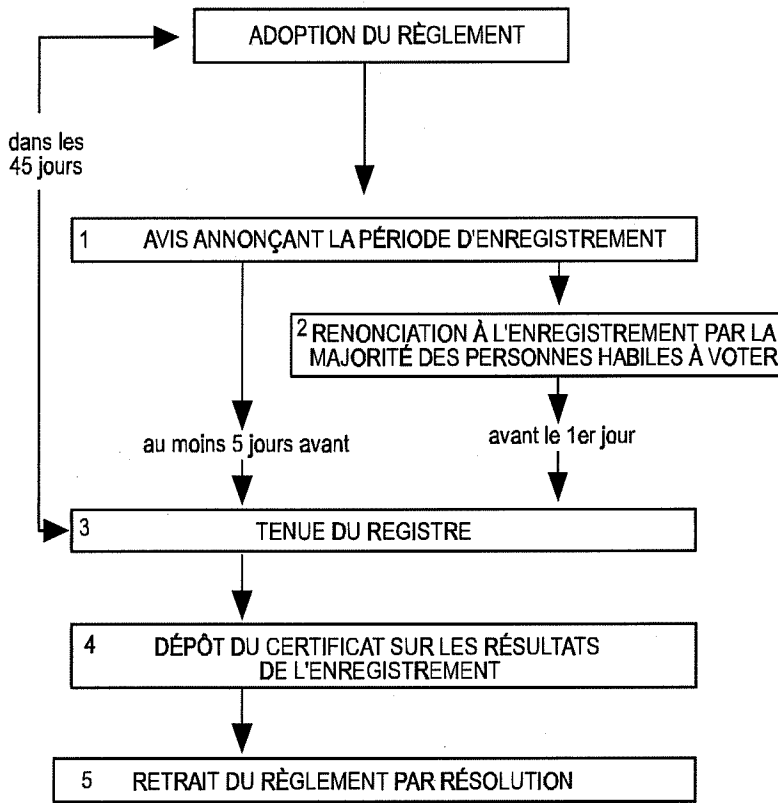 ADOPTION DU RÈGLEMENT
dans les
45 jours
1 AVIS ANNONÇANT LA PÉRIODE D'ENREGISTREMENT
2 RENONCIATION À L'ENREGISTREMENT PAR LA
MAJORITÉ DES PERSONNES HABILES À VOTER
au moins 5 jours avant
avant le 1er jour
3 TENUE DU REGISTRE
4 DÉPÔT DU CERTIFICAT SUR LES RÉSULTATS
DE L'ENREGISTREMENT
5 RETRAIT DU RÈGLEMENT PAR RÉSOLUTION